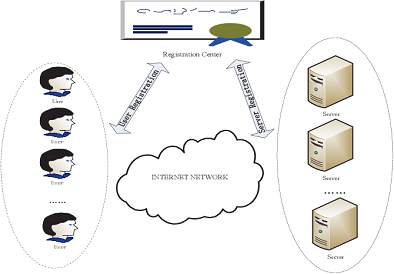 Registration Center
User Registration
Server Registration
User
User
User
......
User
INTERNET NETWORK
Server
Server
......
Server